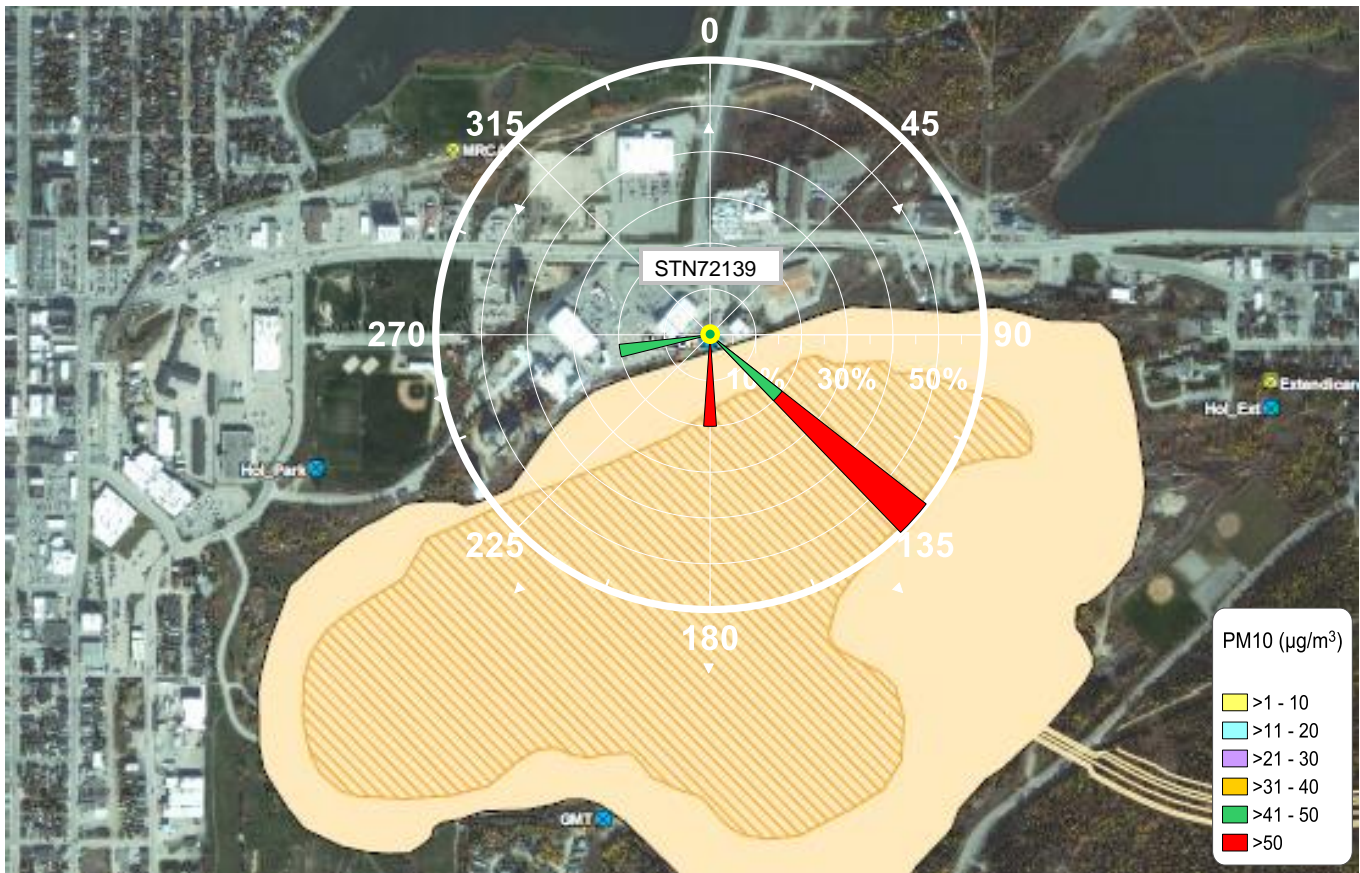 0
315
45
MRCA
STN72139
270
90
10%
30%
50%
Extendicare
Hol_Ext
Hol_Park
225
135
180
GMT
PM10 (µg/m³)
>1 - 10
>11 - 20
>21 - 30
>31 - 40
>41 - 50
>50